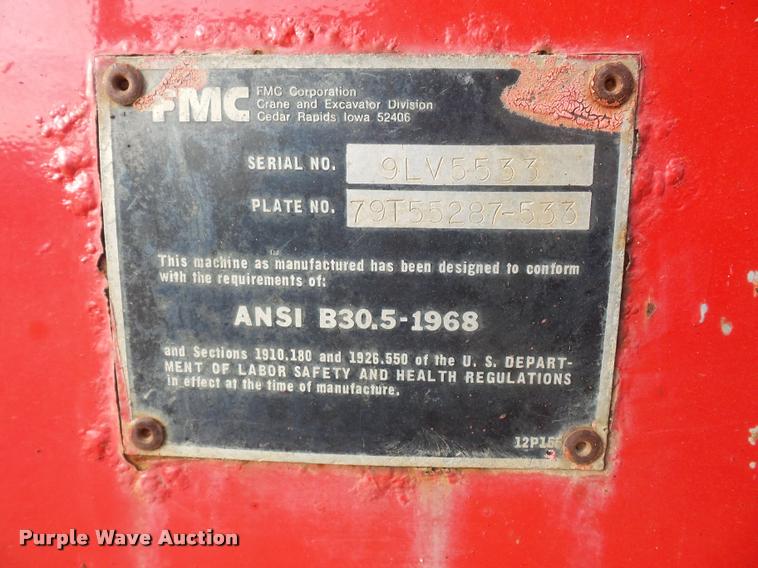 FMC
FMC Corporation
Crane and Excavator Division
Cedar Rapids Iowa 52406
SERIAL NO. 9LV5533
PLATE NO. 79T55287-533
This machine as manufactured has been designed to conform
with the requirements of:
ANSI B30.5-1968
and Sections 1910.180 and 1926.550 of the U. S. DEPART-
MENT OF LABOR SAFETY AND HEALTH REGULATIONS
in effect at the time of manufacture.
Purple Wave Auction